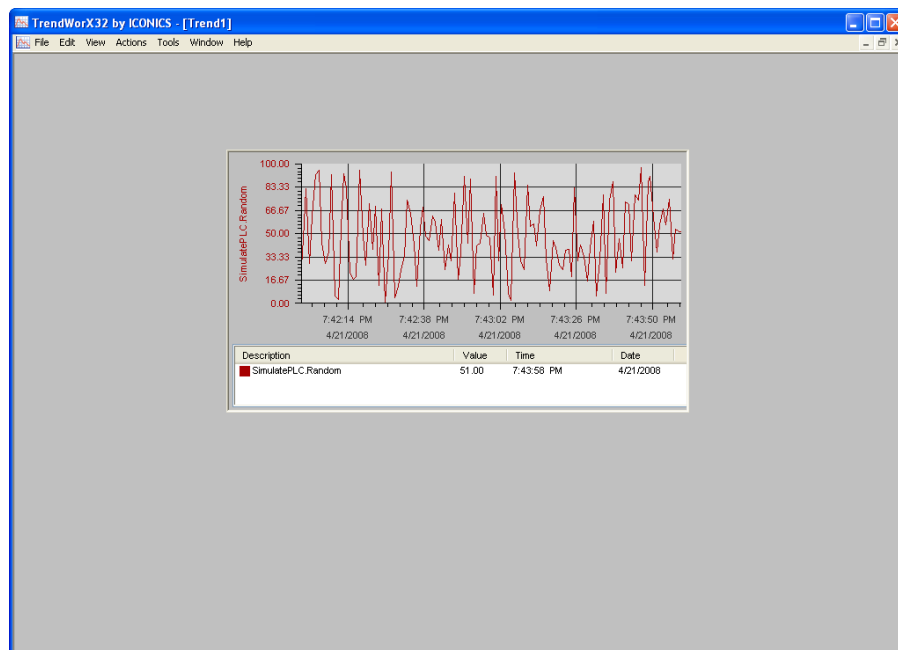 TrendWorX32 by ICONICS - [Trend1]
File Edit View Actions Tools Window Help
SimulatePLC.Random
100.00
83.33
66.67
50.00
33.33
16.67
0.00
7:42:14 PM 7:42:38 PM 7:43:02 PM 7:43:26 PM 7:43:50 PM
4/21/2008 4/21/2008 4/21/2008 4/21/2008 4/21/2008
Description Value Time Date
SimulatePLC.Random 51.00 7:43:58 PM 4/21/2008